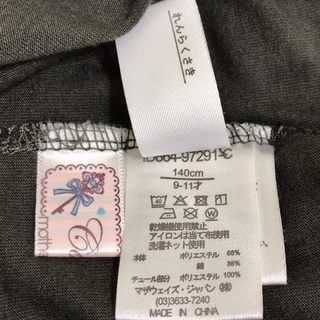 れんらくさき
ID664-97291-C
140cm
9-11才
乾燥機使用禁止
アイロンは当て布使用
洗濯ネット使用
本体 ポリエステル 65%
綿 35%
チュール部分 ポリエステル 100%
マザウェイズ・ジャパン(株)
(03)3633-7240
MADE IN CHINA